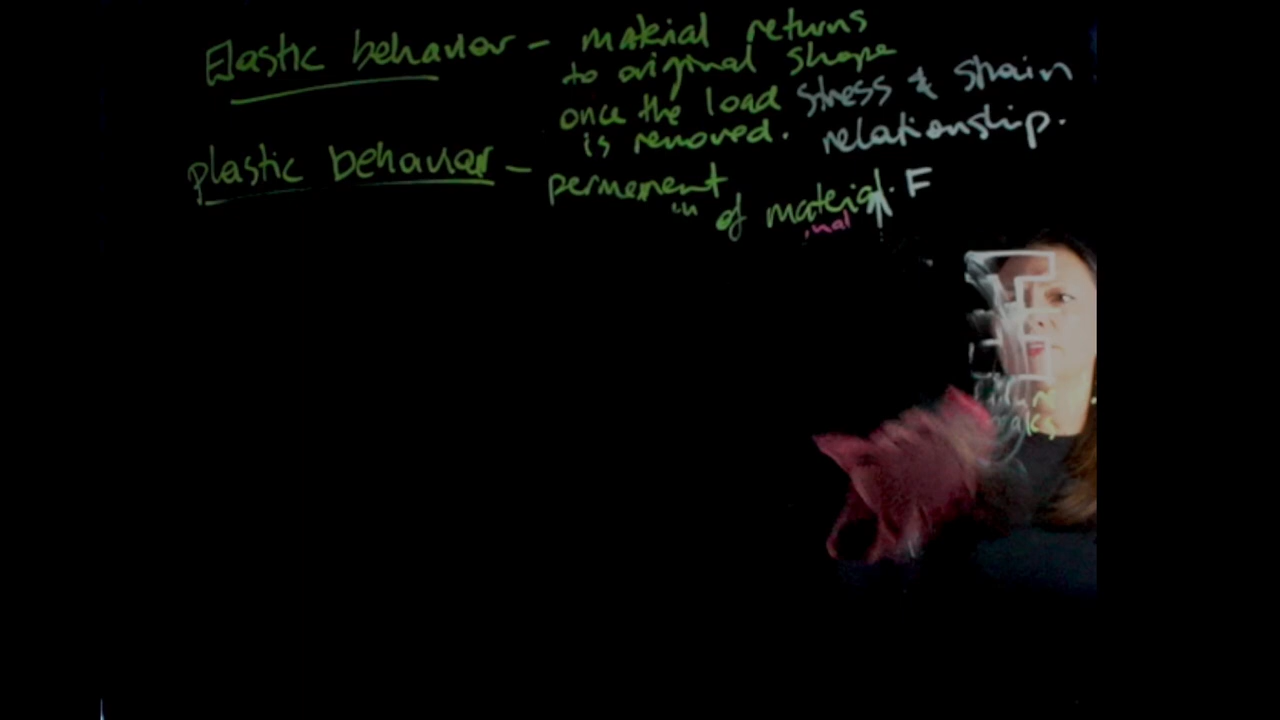 Elastic behavior - material returns
to original shape
once the load
is removed.
stress & strain
relationship.
plastic behavior - permenent
of material. F